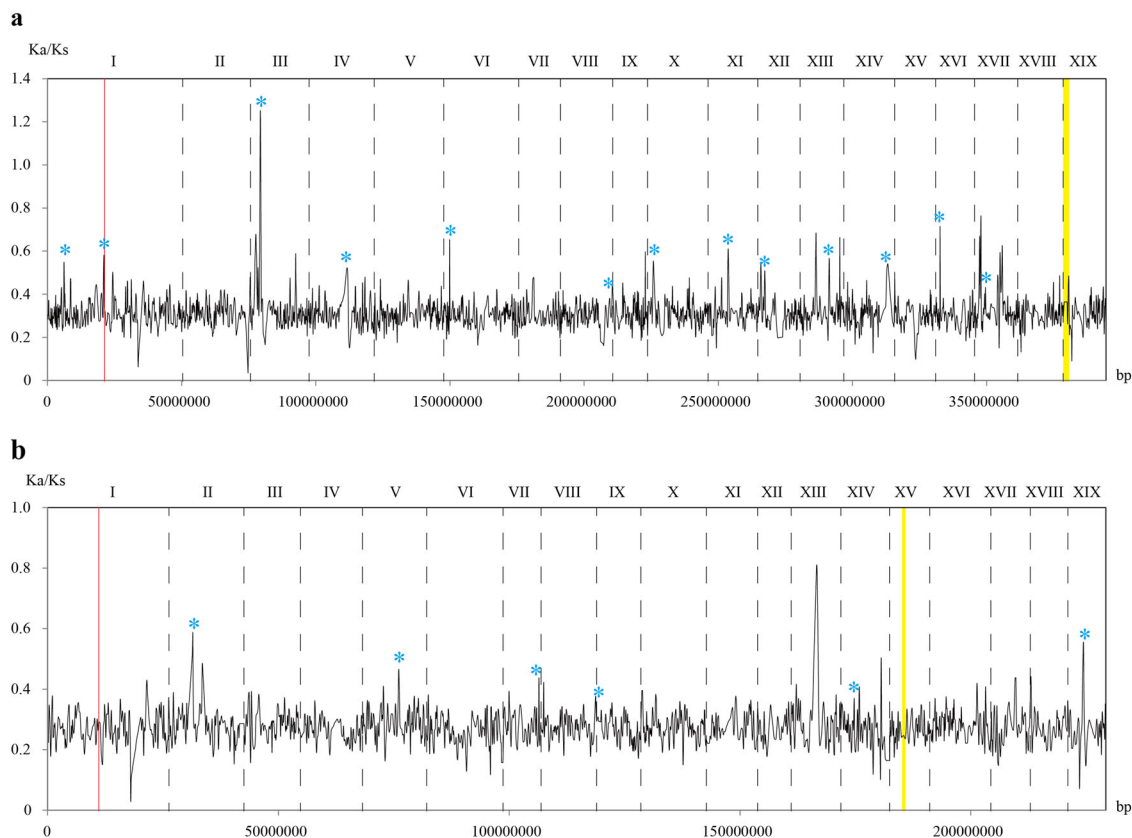 a
Ka/Ks
I II III IV V VI VII VIII IX X XI XII XIII XIV XV XVI XVII XVIII XIX
1.4
1.2
1.0
0.8
0.6
0.4
0.2
0
bp
0 50000000 100000000 150000000 200000000 250000000 300000000 350000000
b
Ka/Ks
I II III IV V VI VII VIII IX X XI XII XIII XIV XV XVI XVII XVIII XIX
1.0
0.8
0.6
0.4
0.2
0
bp
50000000 100000000 150000000 200000000